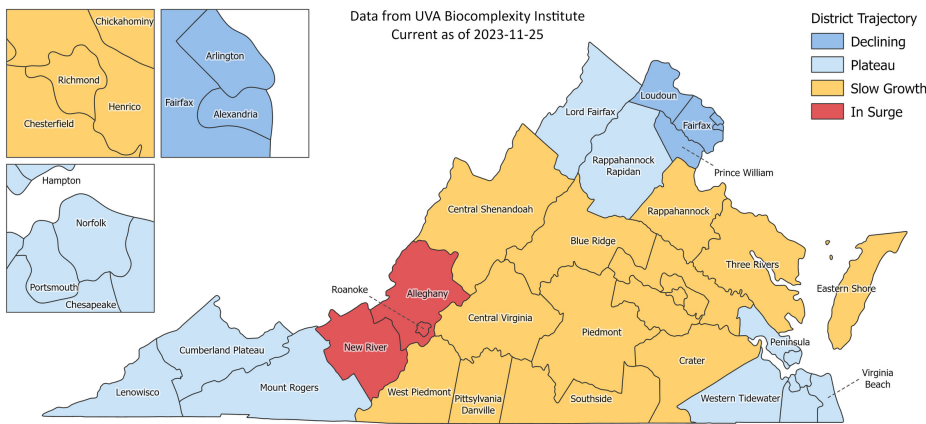 Data from UVA Biocomplexity Institute
Current as of 2023-11-25
District Trajectory
Declining
Plateau
Slow Growth
In Surge
Chickahominy
Richmond
Henrico
Chesterfield
Arlington
Fairfax
Alexandria
Hampton
Norfolk
Portsmouth
Chesapeake
Loudoun
Lord Fairfax
Fairfax
Rappahannock
Rapidan
Prince William
Central Shenandoah
Rappahannock
Blue Ridge
Three Rivers
Eastern Shore
Roanoke
Alleghany
Central Virginia
Piedmont
Peninsula
New River
Cumberland Plateau
Crater
Virginia
Beach
Lenowisco
Mount Rogers
West Piedmont
Pittsylvania
Danville
Southside
Western Tidewater